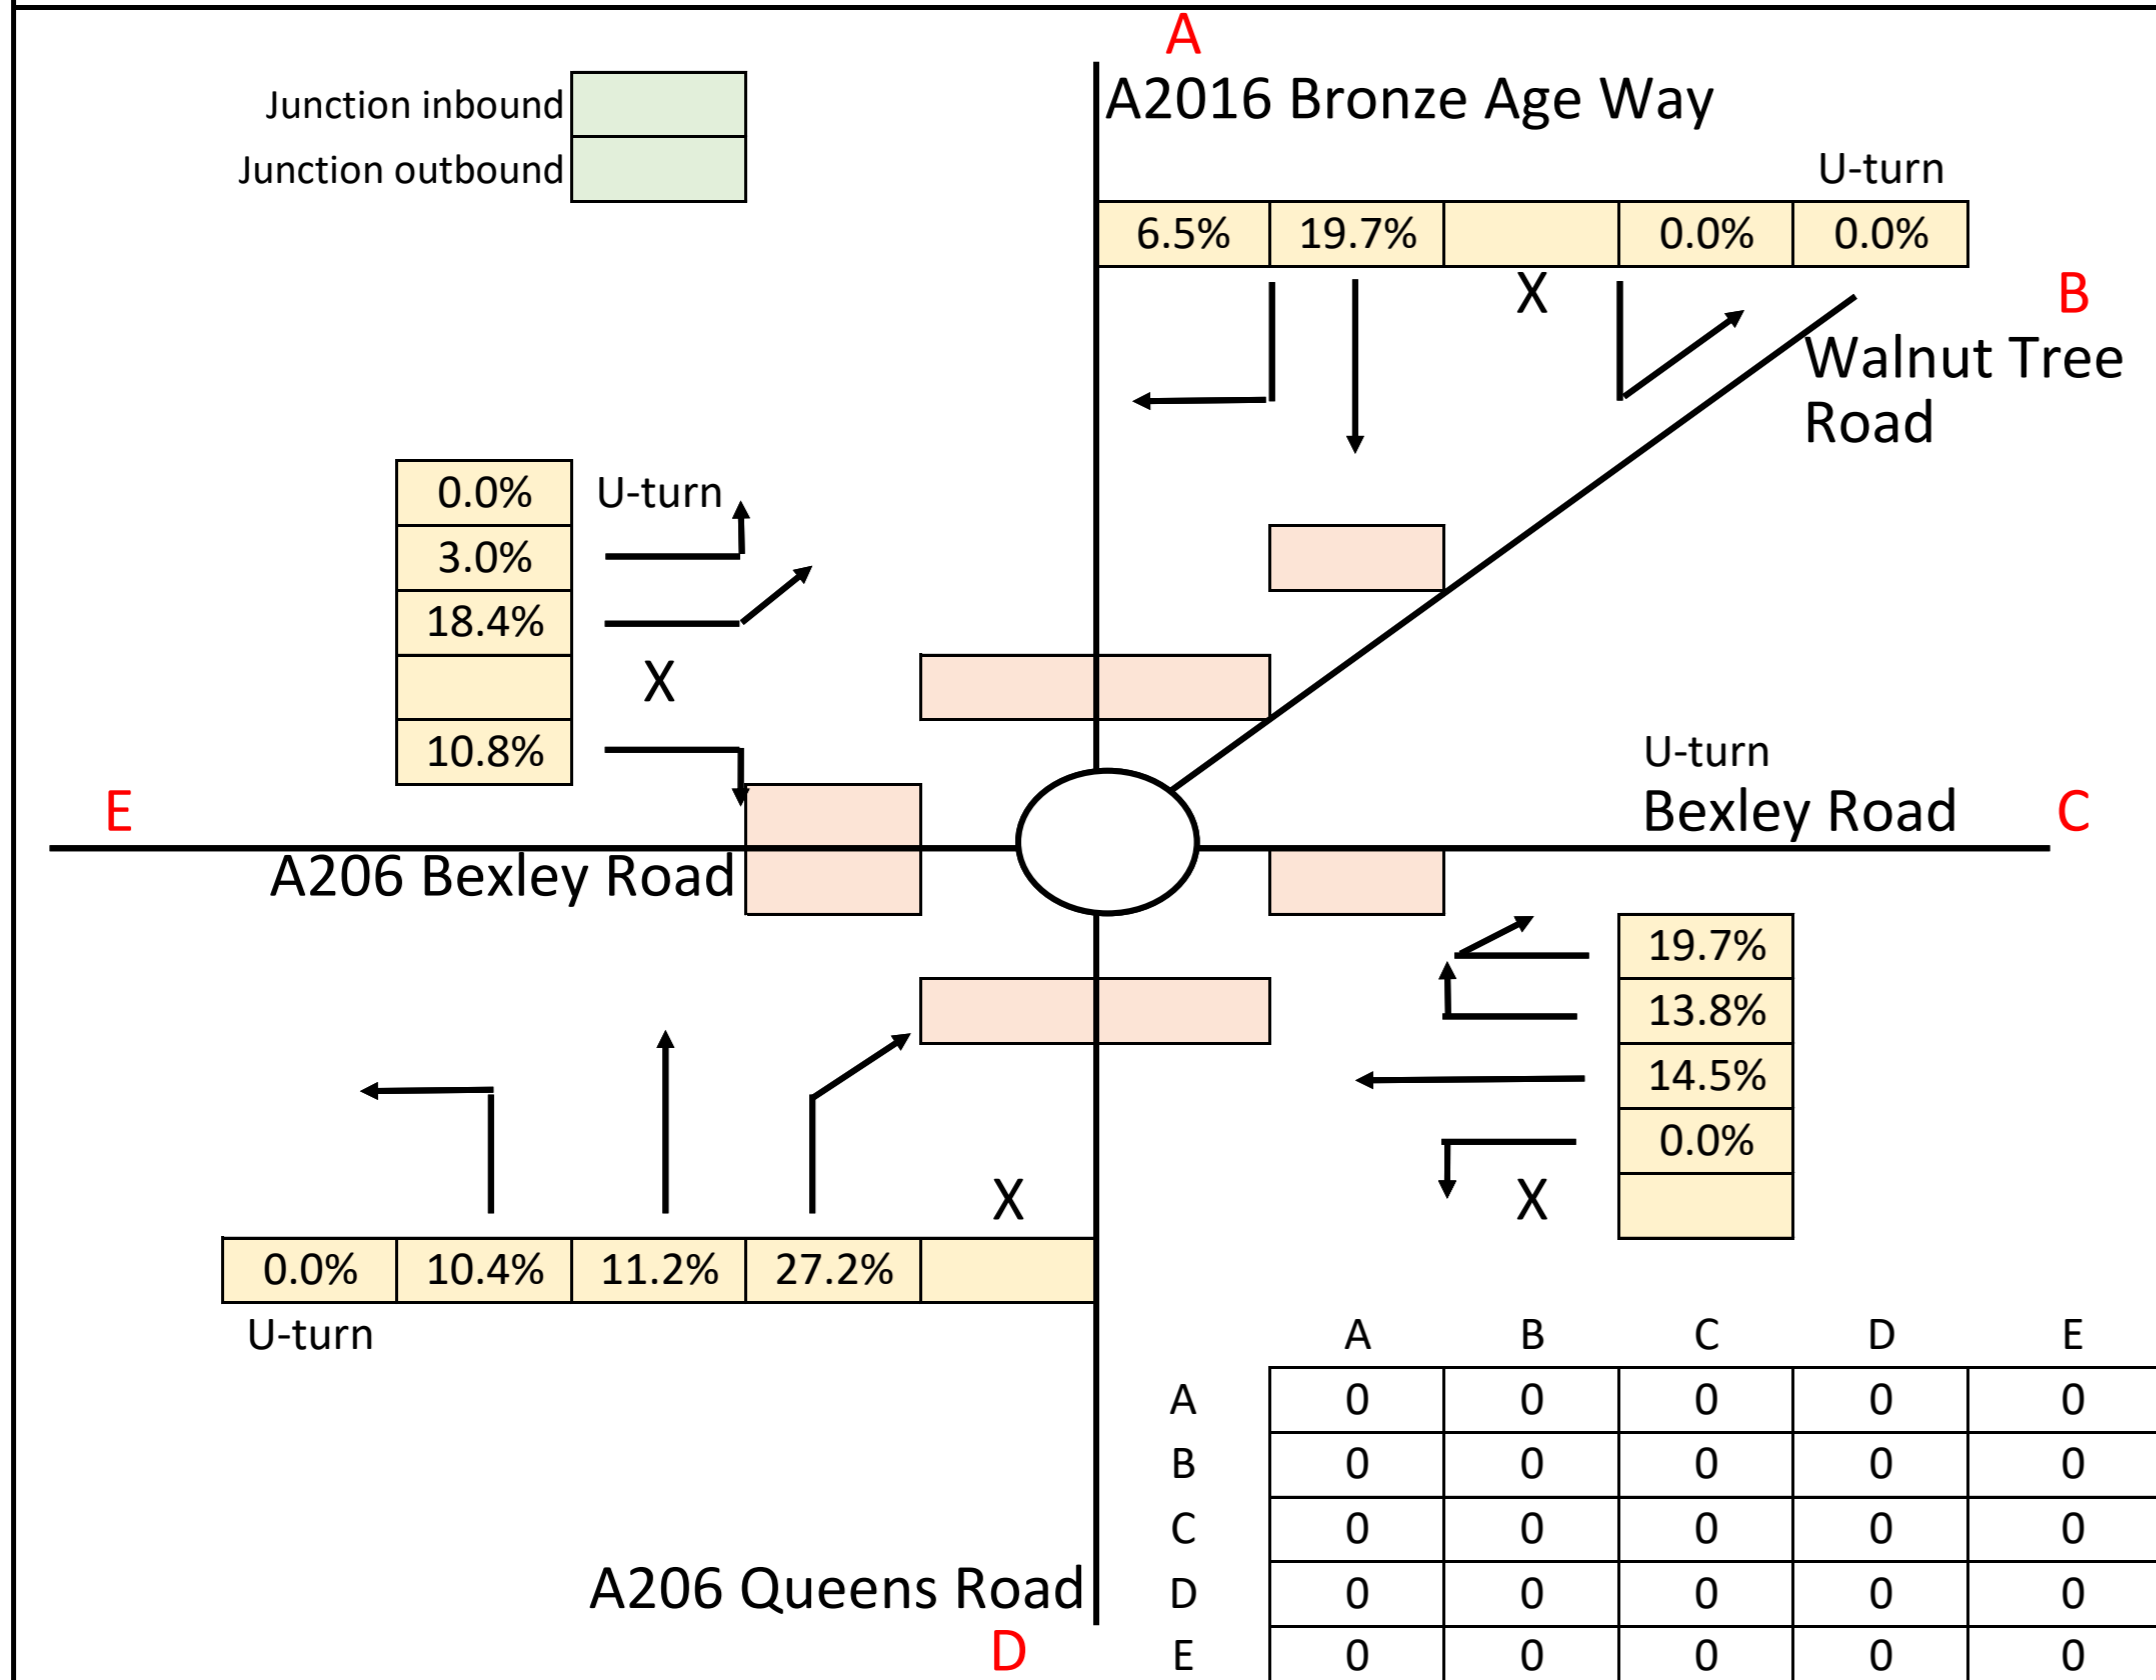 A
A2016 Bronze Age Way
Junction inbound
Junction outbound
U-turn
6.5% 19.7% 0.0% 0.0%
X
B
Walnut Tree
Road
0.0% U-turn
3.0%
18.4%
X
10.8%
U-turn
Bexley Road C
E
A206 Bexley Road
19.7%
13.8%
14.5%
0.0%
X
X
0.0% 10.4% 11.2% 27.2%
U-turn
A B C D E
A 0 0 0 0 0
B 0 0 0 0 0
C 0 0 0 0 0
D 0 0 0 0 0
E 0 0 0 0 0
A206 Queens Road
D